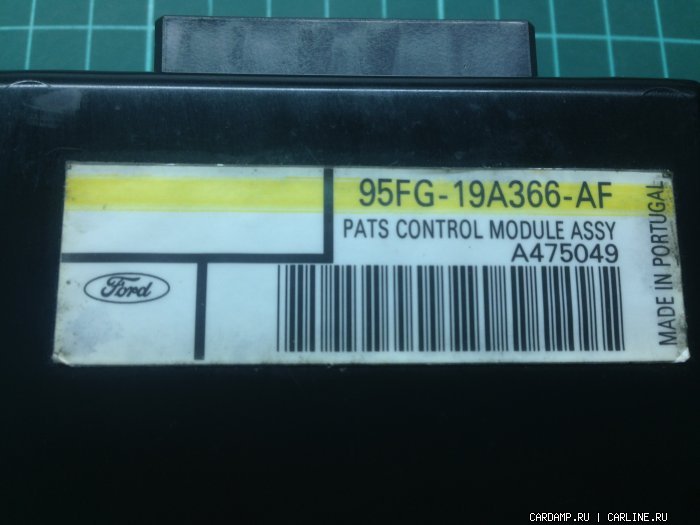 95FG-19A366-AF
PATS CONTROL MODULE ASSY
A475049
Ford
MADE IN PORTUGAL
CARDAMP.RU | CARLINE.RU